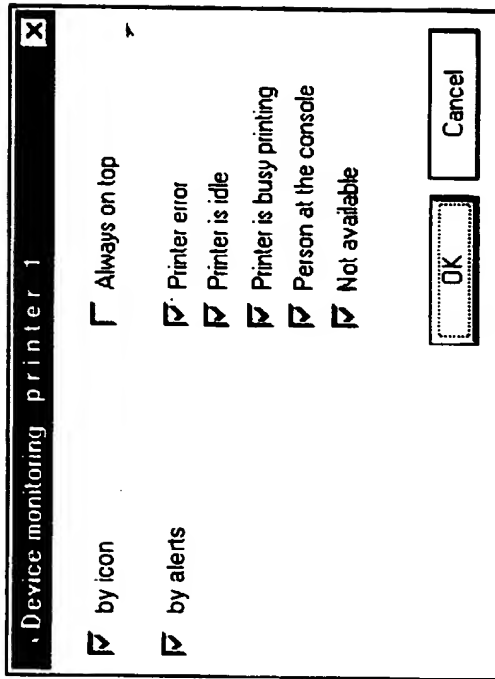 Device monitoring printer 1
by icon
Always on top
by alerts
Printer error
Printer is idle
Printer is busy printing
Person at the console
Not available
OK
Cancel